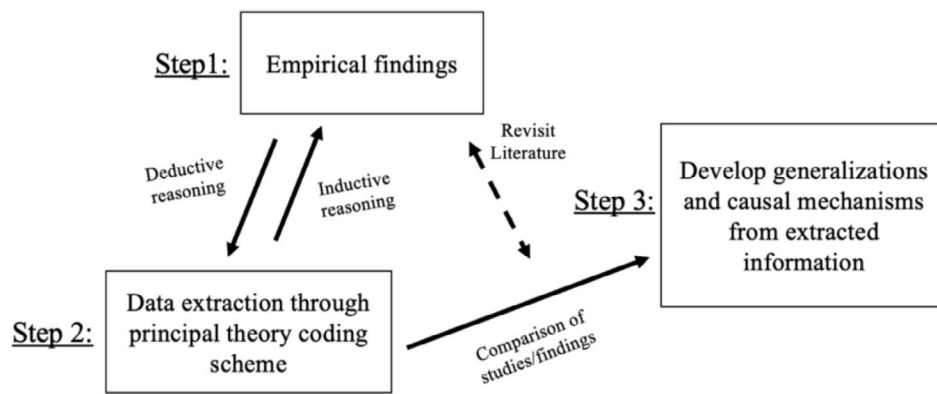 Step1:
Empirical findings
Deductive
reasoning
Inductive
reasoning
Revisit
Literature
Step 3:
Develop generalizations
and causal mechanisms
from extracted
information
Step 2:
Data extraction through
principal theory coding
scheme
Comparison of
studies/findings